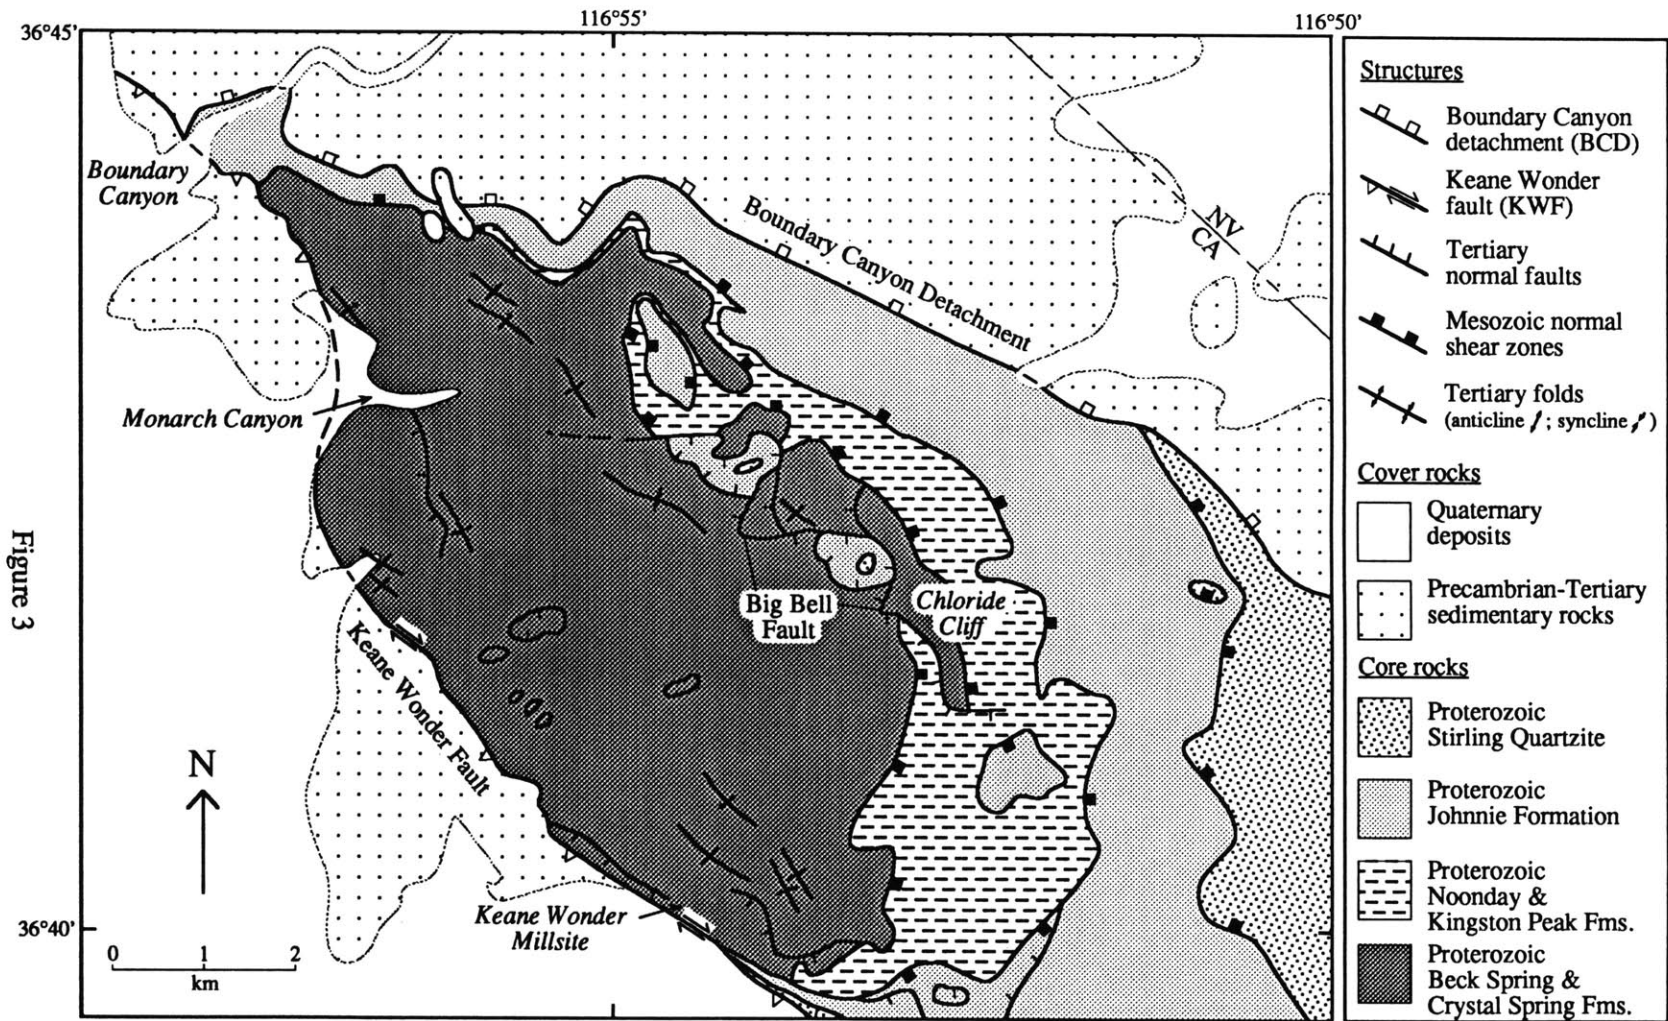 116°55'
116°50'
36°45'
Boundary
Canyon
Boundary Canyon Detachment
NV
CA
Monarch Canyon
Big Bell
Fault
Chloride
Cliff
Keane Wonder Fault
N
Keane Wonder
Millsite
36°40'
0 1 2
km
Figure 3
Structures
Boundary Canyon
detachment (BCD)
Keane Wonder
fault (KWF)
Tertiary
normal faults
Mesozoic normal
shear zones
Tertiary folds
(anticline ; syncline )
Cover rocks
Quaternary
deposits
Precambrian-Tertiary
sedimentary rocks
Core rocks
Proterozoic
Stirling Quartzite
Proterozoic
Johnnie Formation
Proterozoic
Noonday &
Kingston Peak Fms.
Proterozoic
Beck Spring &
Crystal Spring Fms.